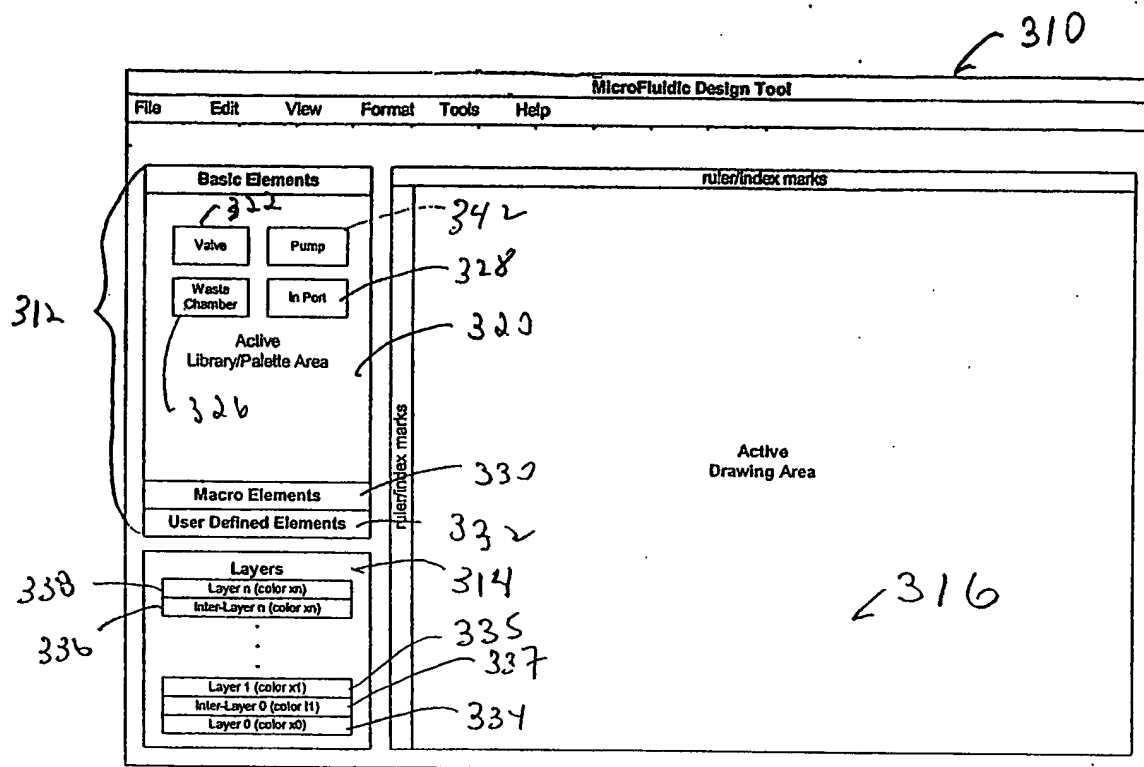 310
MicroFluidic Design Tool
File Edit View Format Tools Help
Basic Elements
ruler/index marks
322
342
Valve
Pump
328
Waste
Chamber
In Port
312
320
Active
Library/Palette Area
326
ruler/index marks
Active
Drawing Area
330
Macro Elements
User Defined Elements
332
Layers
314
338
Layer n (color xn)
Inter-Layer n (color xn)
336
316
335
337
Layer 1 (color x1)
Inter-Layer 0 (color I1)
Layer 0 (color x0)
334